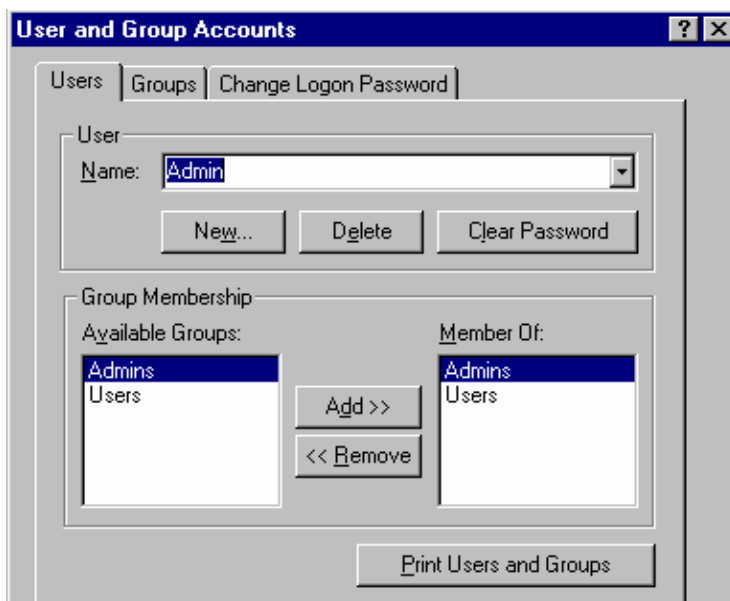 User and Group Accounts
Users Groups Change Logon Password
User
Name: Admin
New... Delete Clear Password
Group Membership
Available Groups: Member Of:
Admins Admins
Users Users
Add >>
<< Remove
Print Users and Groups